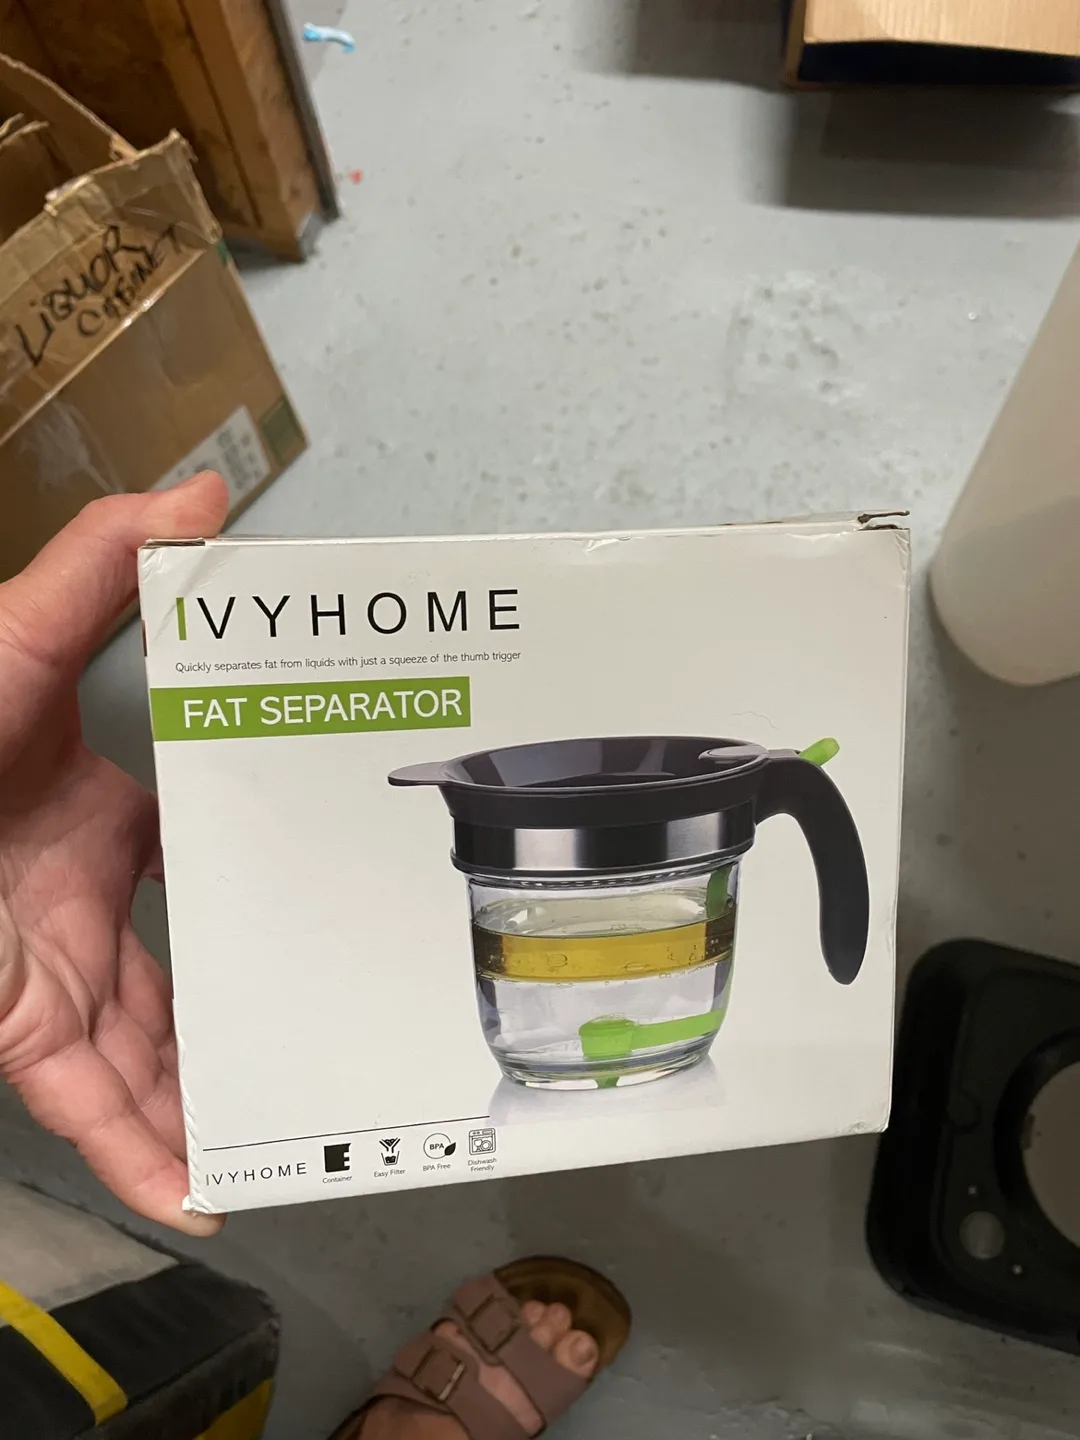 LIQUOR
CABINET
IVYHOME
Quickly separates fat from liquids with just a squeeze of the thumb trigger
FAT SEPARATOR
IVYHOME
Container
Easy Filter
BPA
BPA Free
Dishwash
Friendly